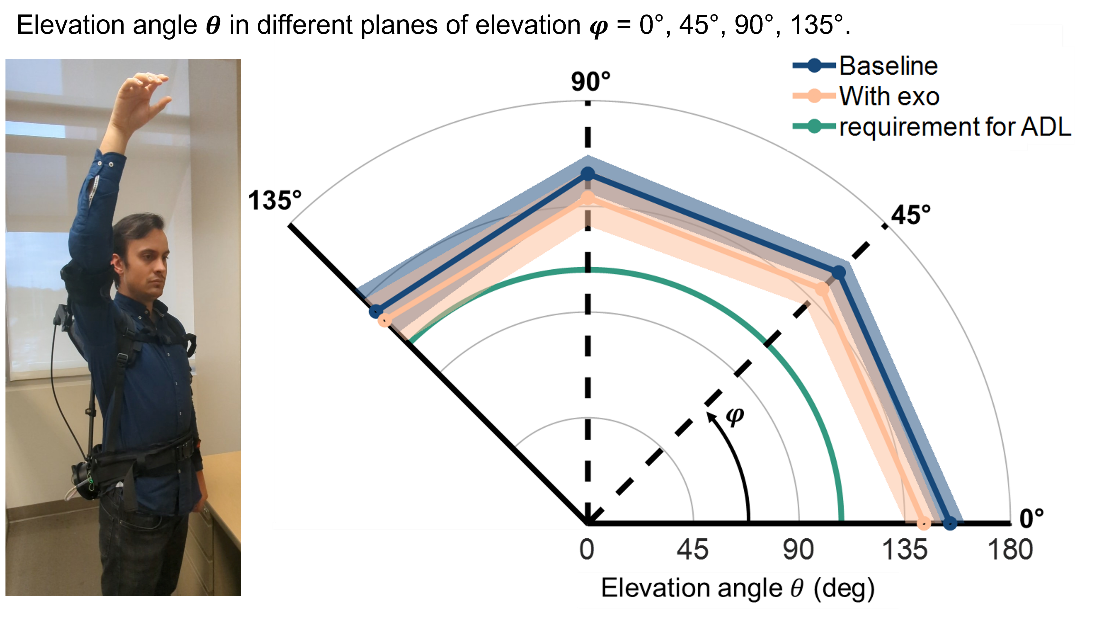 Elevation angle θ in different planes of elevation φ = 0°, 45°, 90°, 135°.
Baseline
With exo
requirement for ADL
90°
135°
45°
φ
0°
0 45 90 135 180
Elevation angle θ (deg)